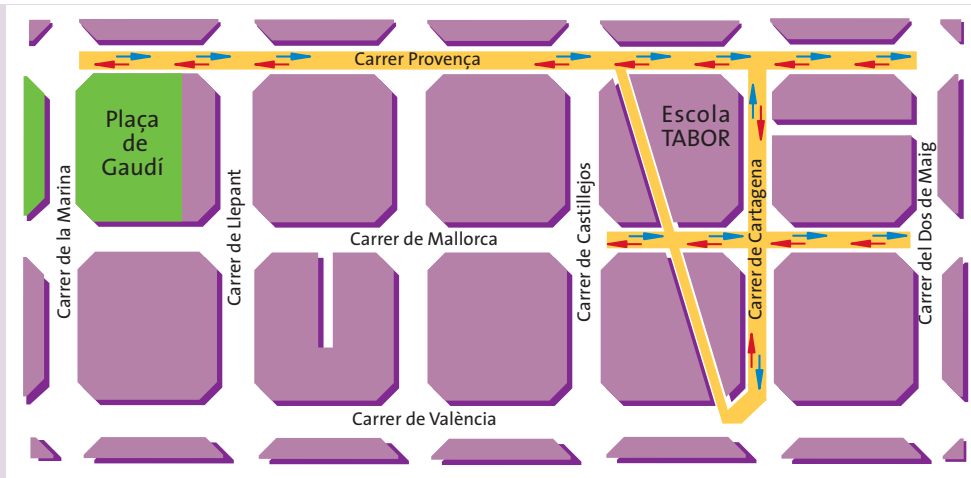 Carrer Provença
Plaça
de
Gaudí
Escola
TABOR
Carrer de la Marina
Carrer de Llepant
Carrer de Castillejos
Carrer de Cartagena
Carrer de Dos de Maig
Carrer de Mallorca
Carrer de València